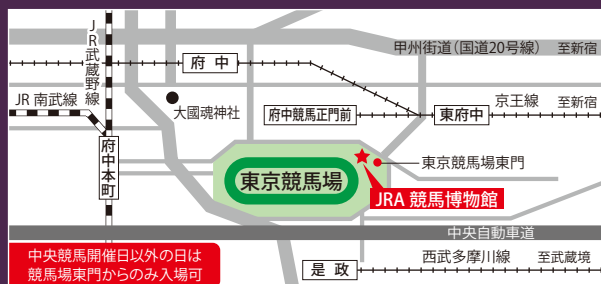 JR武蔵野線
甲州街道(国道20号線) 至新宿
府中
JR 南武線
大國魂神社
府中競馬正門前
東府中
京王線 至新宿
府中本町
東京競馬場
東京競馬場東門
JRA 競馬博物館
中央自動車道
中央競馬開催日以外の日は
競馬場東門からのみ入場可
是政
西武多摩川線 至武蔵境